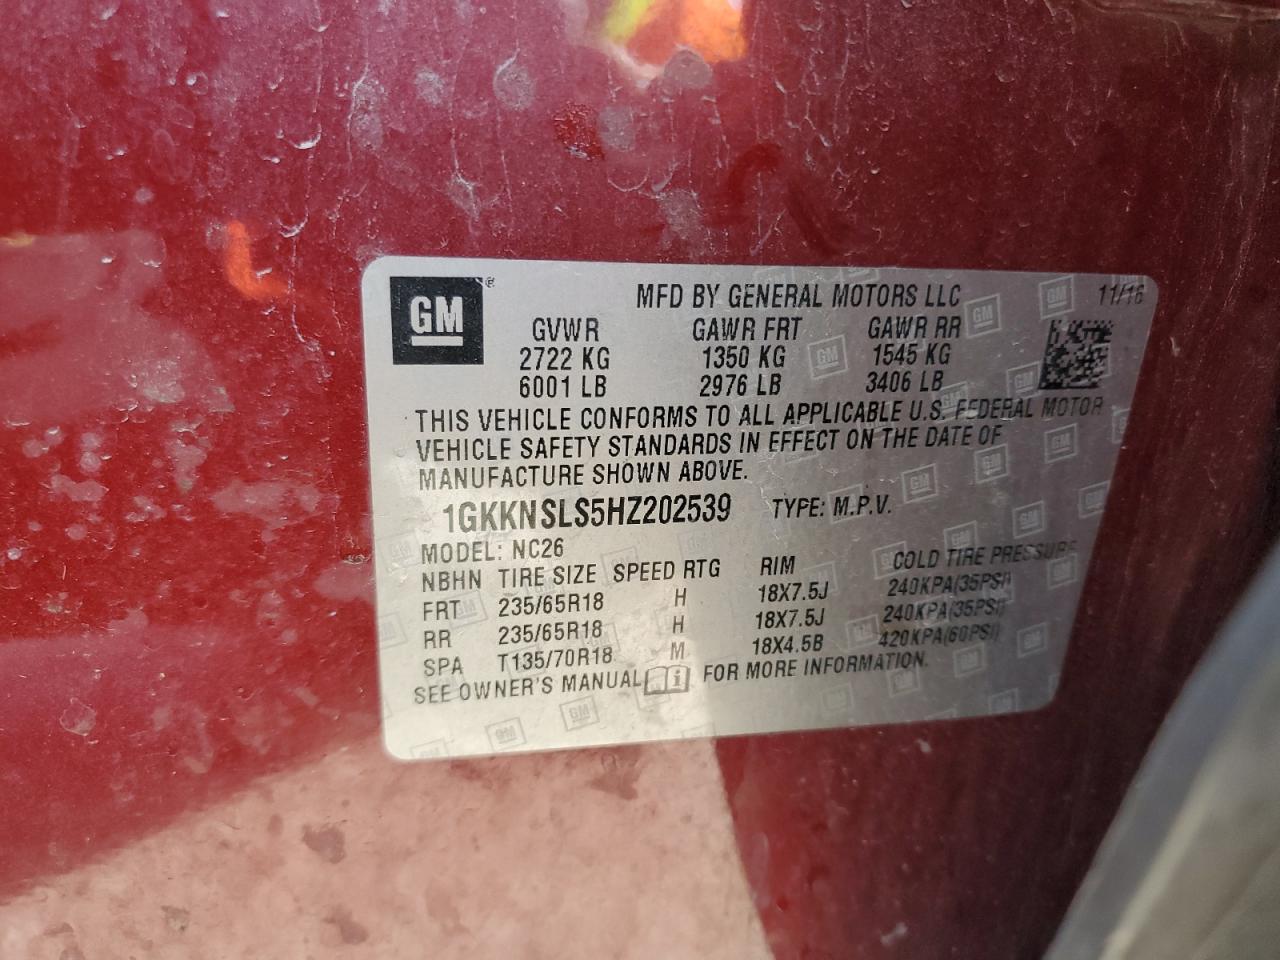 GM
MFD BY GENERAL MOTORS LLC 11/16
GVWR GAWR FRT GAWR RR
2722 KG 1350 KG 1545 KG
6001 LB 2976 LB 3406 LB
THIS VEHICLE CONFORMS TO ALL APPLICABLE U.S. FEDERAL MOTOR
VEHICLE SAFETY STANDARDS IN EFFECT ON THE DATE OF
MANUFACTURE SHOWN ABOVE.
1GKKNSLS5HZ202539 TYPE: M.P.V.
MODEL: NC26
NBHN TIRE SIZE SPEED RTG RIM COLD TIRE PRESSURE
FRT 235/65R18 H 18X7.5J 240KPA(35PSI)
RR 235/65R18 H 18X7.5J 240KPA(35PSI)
SPA T135/70R18 M 18X4.5B 420KPA(60PSI)
SEE OWNER'S MANUAL FOR MORE INFORMATION.